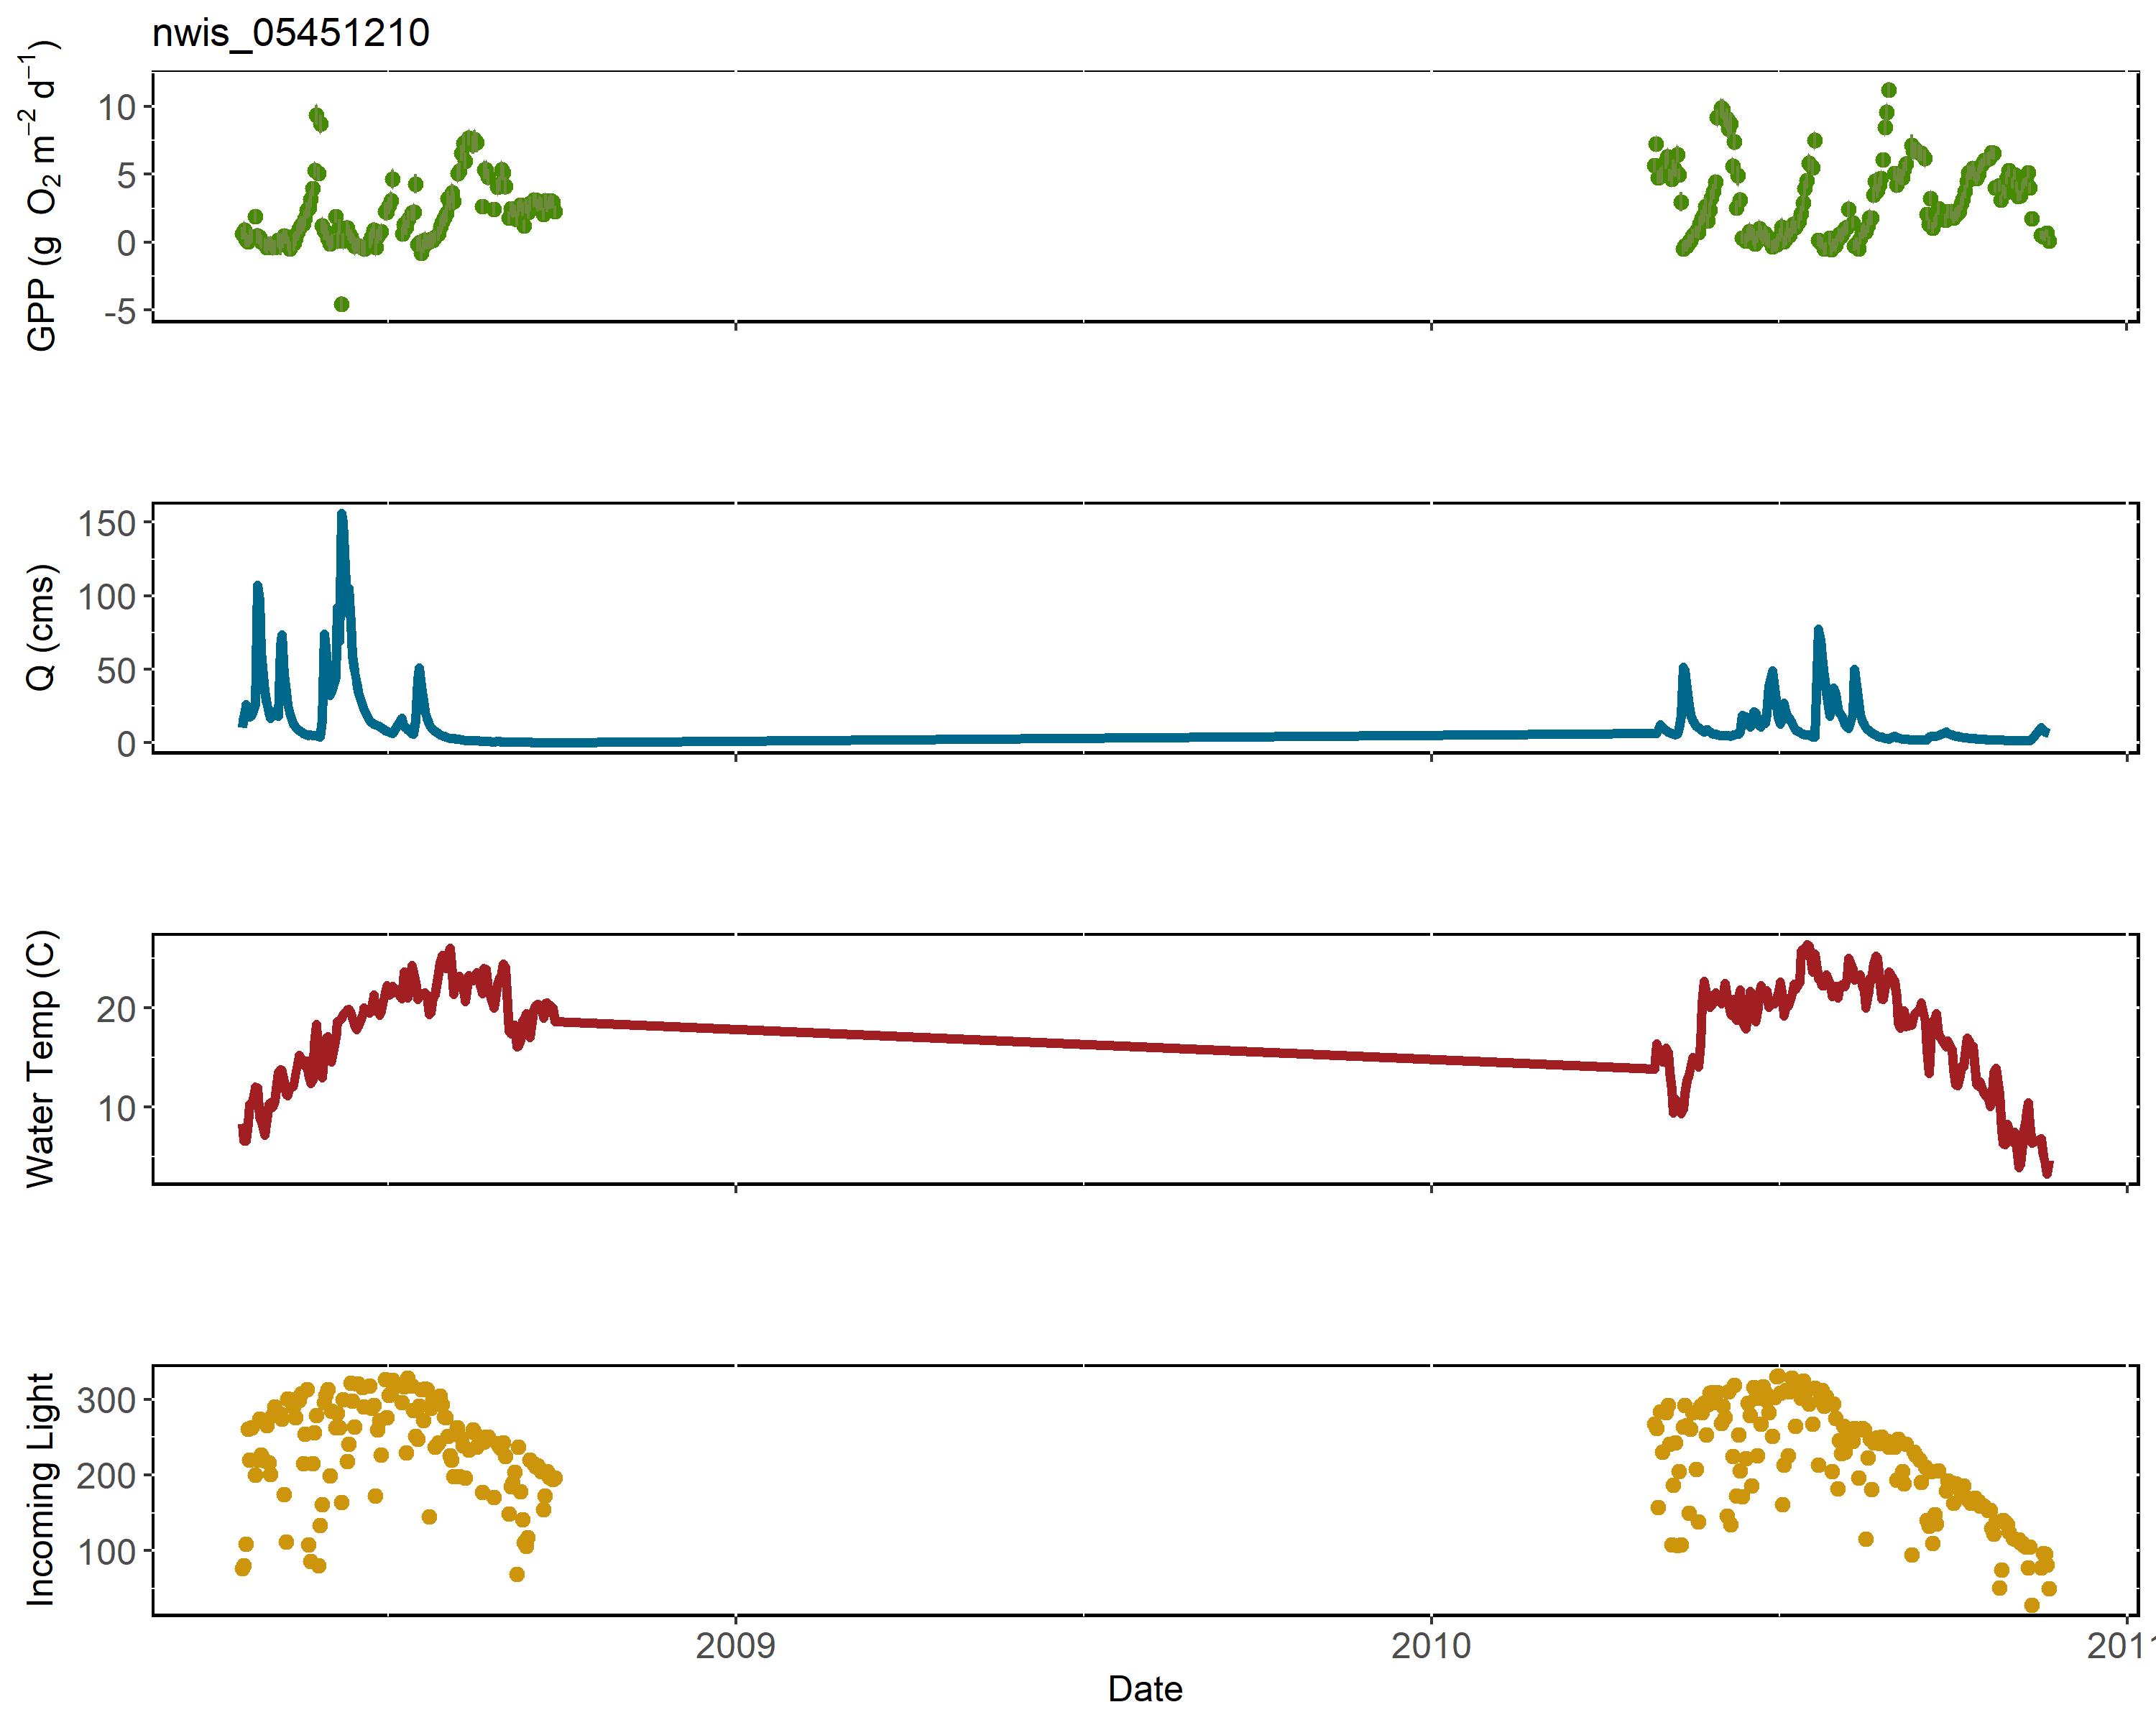 nwis_05451210
GPP (g O₂ m⁻² d⁻¹)
10
5
0
-5
Q (cms)
150
100
50
0
Water Temp (C)
20
10
Incoming Light
300
200
100
2009
2010
2011
Date